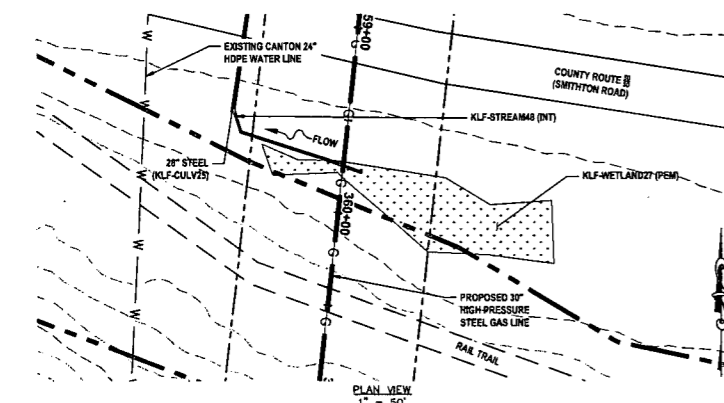 59+00
EXISTING CANTON 24"
HDPE WATER LINE
COUNTY ROUTE
(SMITHTON ROAD)
KLF-STREAM48 (INT)
FLOW
28" STEEL
(KLF-CULV25)
KLF-WETLAND27 (PEM)
360+00
PROPOSED 30"
HIGH-PRESSURE
STEEL GAS LINE
RAIL TRAIL
PLAN VIEW
1" = 50'
W
W
W
W
W
G
G
G
G
G
G